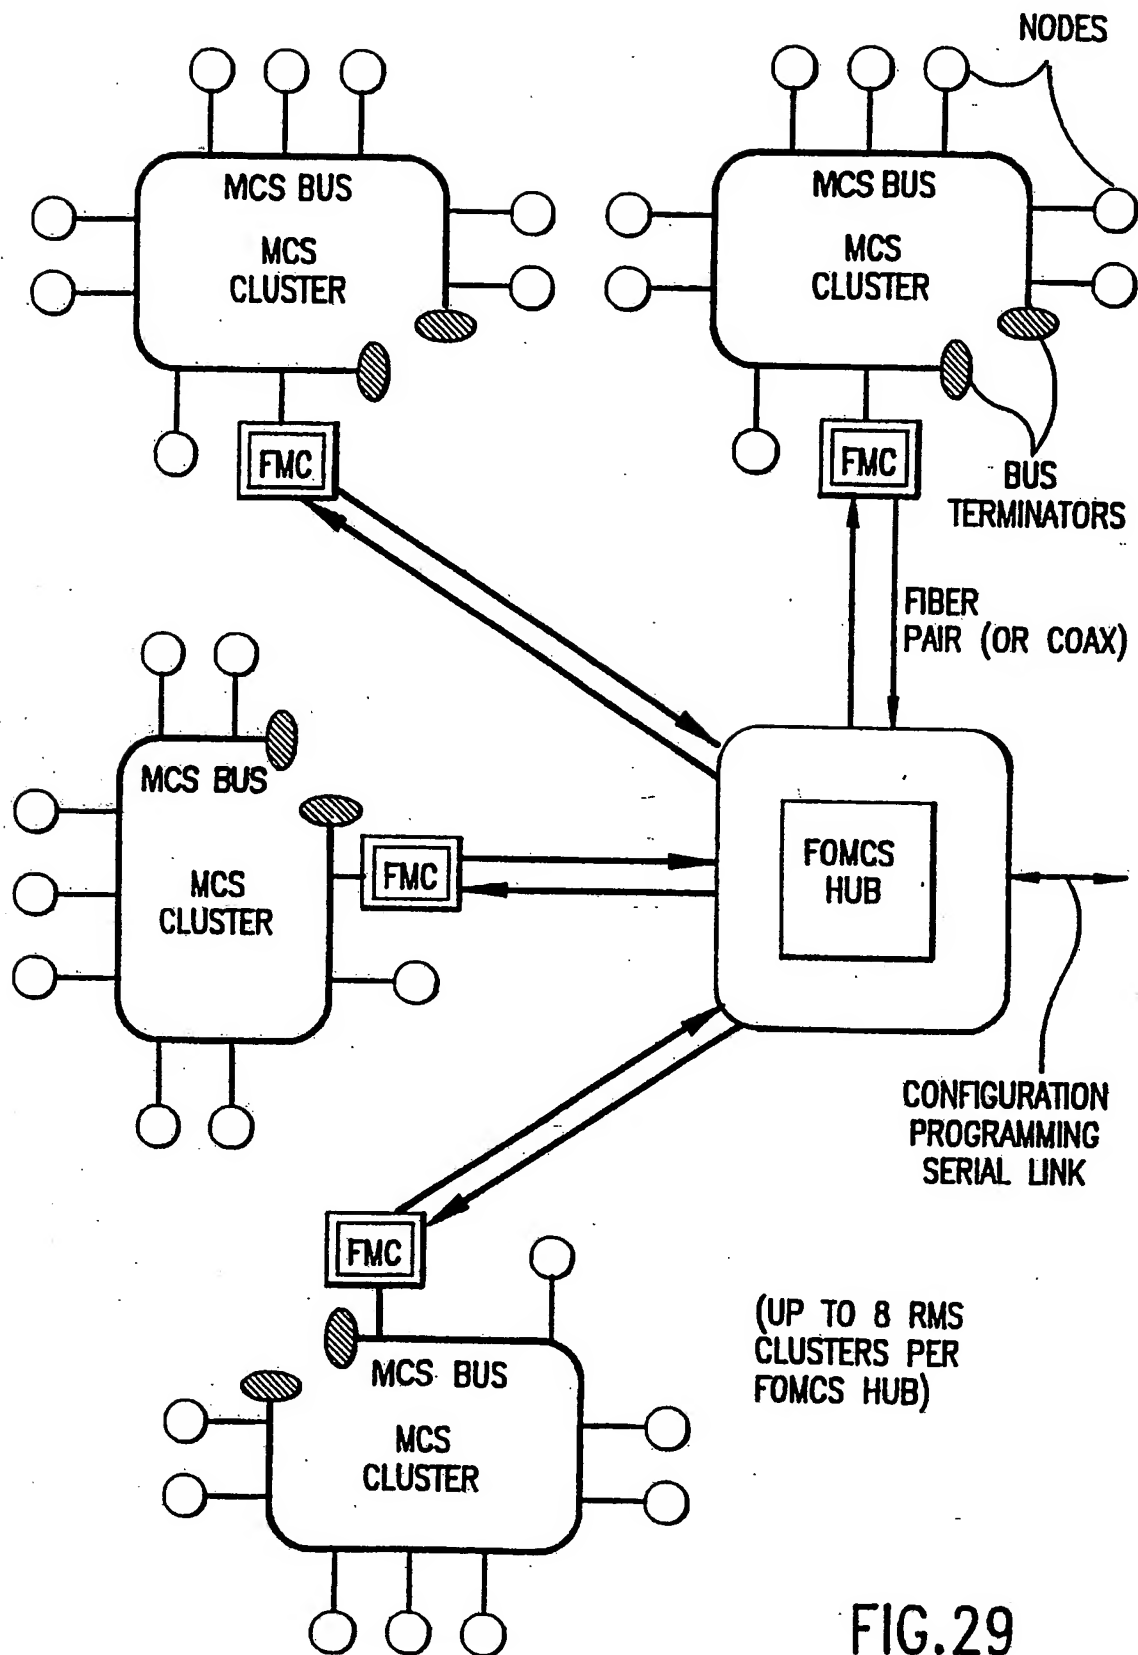 NODES
MCS BUS
MCS
CLUSTER
FMC
MCS BUS
MCS
CLUSTER
FMC
BUS
TERMINATORS
FIBER
PAIR (OR COAX)
MCS BUS
MCS
CLUSTER
FMC
FOMCS
HUB
CONFIGURATION
PROGRAMMING
SERIAL LINK
FMC
MCS BUS
MCS
CLUSTER
(UP TO 8 RMS
CLUSTERS PER
FOMCS HUB)
FIG.29